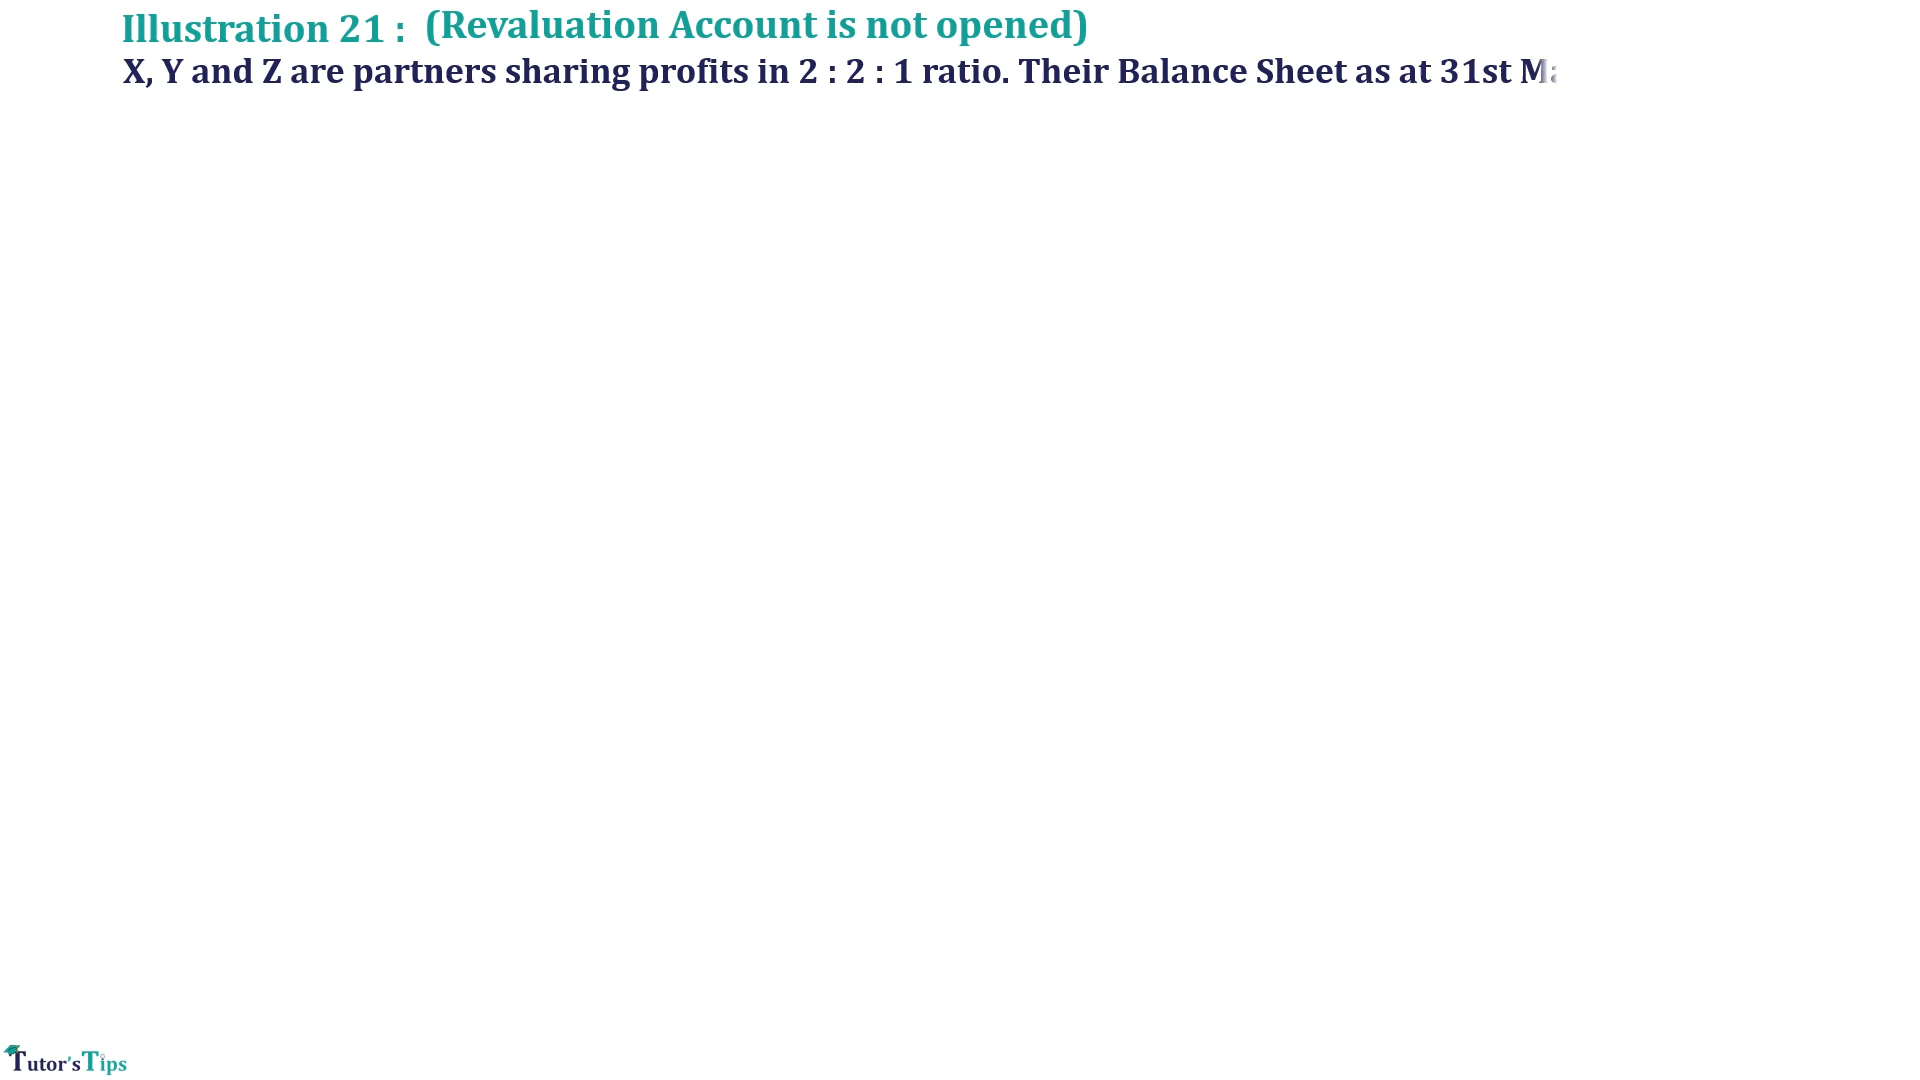 Illustration 21 : (Revaluation Account is not opened)
X, Y and Z are partners sharing profits in 2 : 2 : 1 ratio. Their Balance Sheet as at 31st
Tutor'sTips